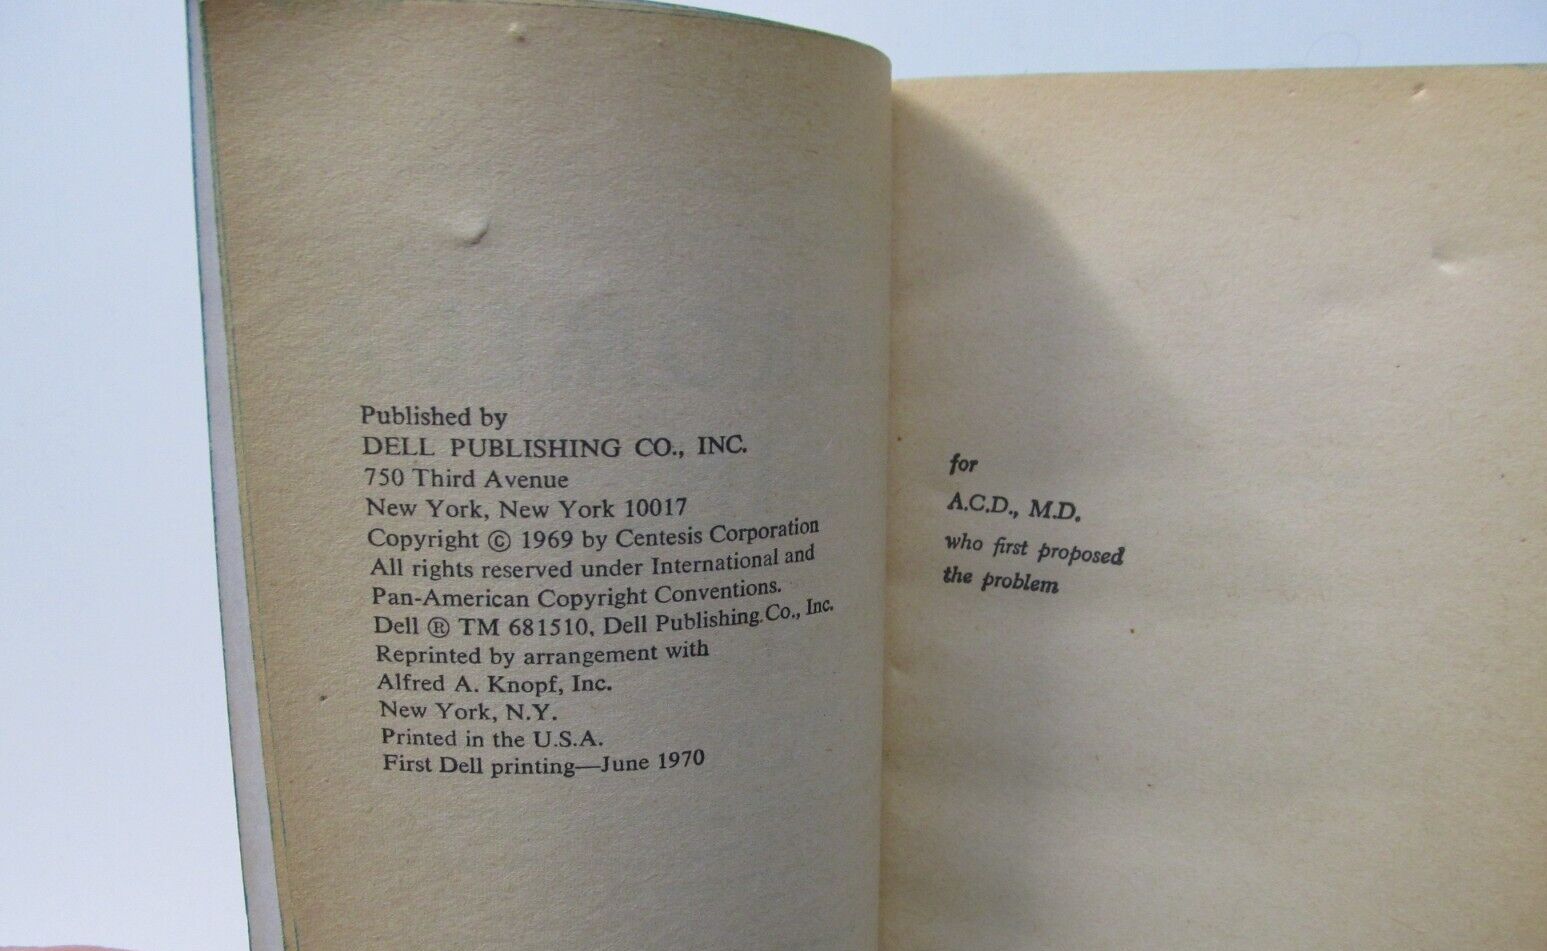 Published by
DELL PUBLISHING CO., INC.
750 Third Avenue
New York, New York 10017
Copyright © 1969 by Centesis Corporation
All rights reserved under International and
Pan-American Copyright Conventions.
Dell ® TM 681510, Dell Publishing Co., Inc.
Reprinted by arrangement with
Alfred A. Knopf, Inc.
New York, N.Y.
Printed in the U.S.A.
First Dell printing—June 1970
for
A.C.D., M.D.
who first proposed
the problem